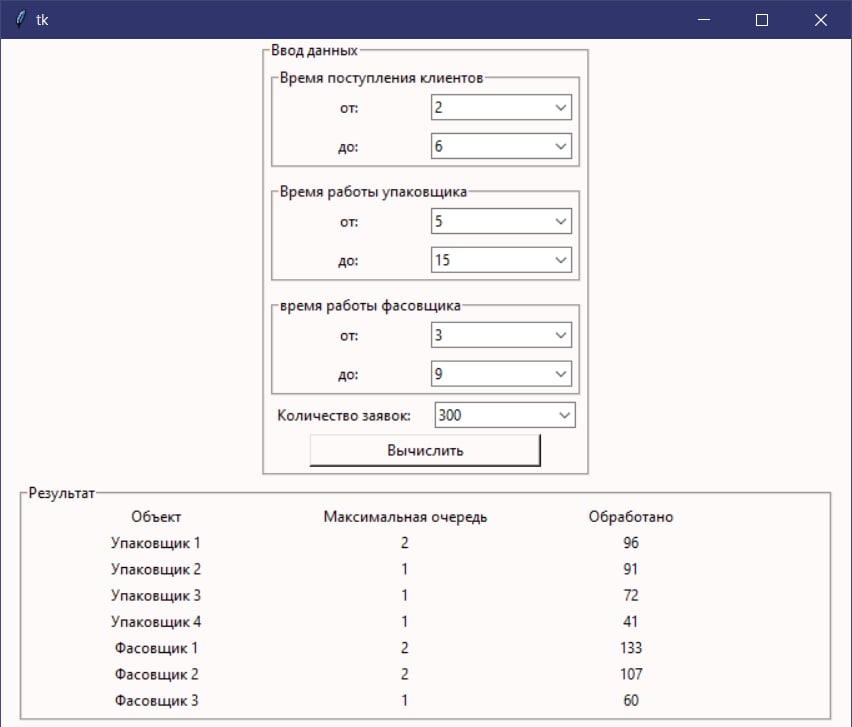 tk
Ввод данных
Время поступления клиентов
от: 2
до: 6
Время работы упаковщика
от: 5
до: 15
время работы фасовщика
от: 3
до: 9
Количество заявок: 300
Вычислить
Результат
Объект Максимальная очередь Обработано
Упаковщик 1 2 96
Упаковщик 2 1 91
Упаковщик 3 1 72
Упаковщик 4 1 41
Фасовщик 1 2 133
Фасовщик 2 2 107
Фасовщик 3 1 60